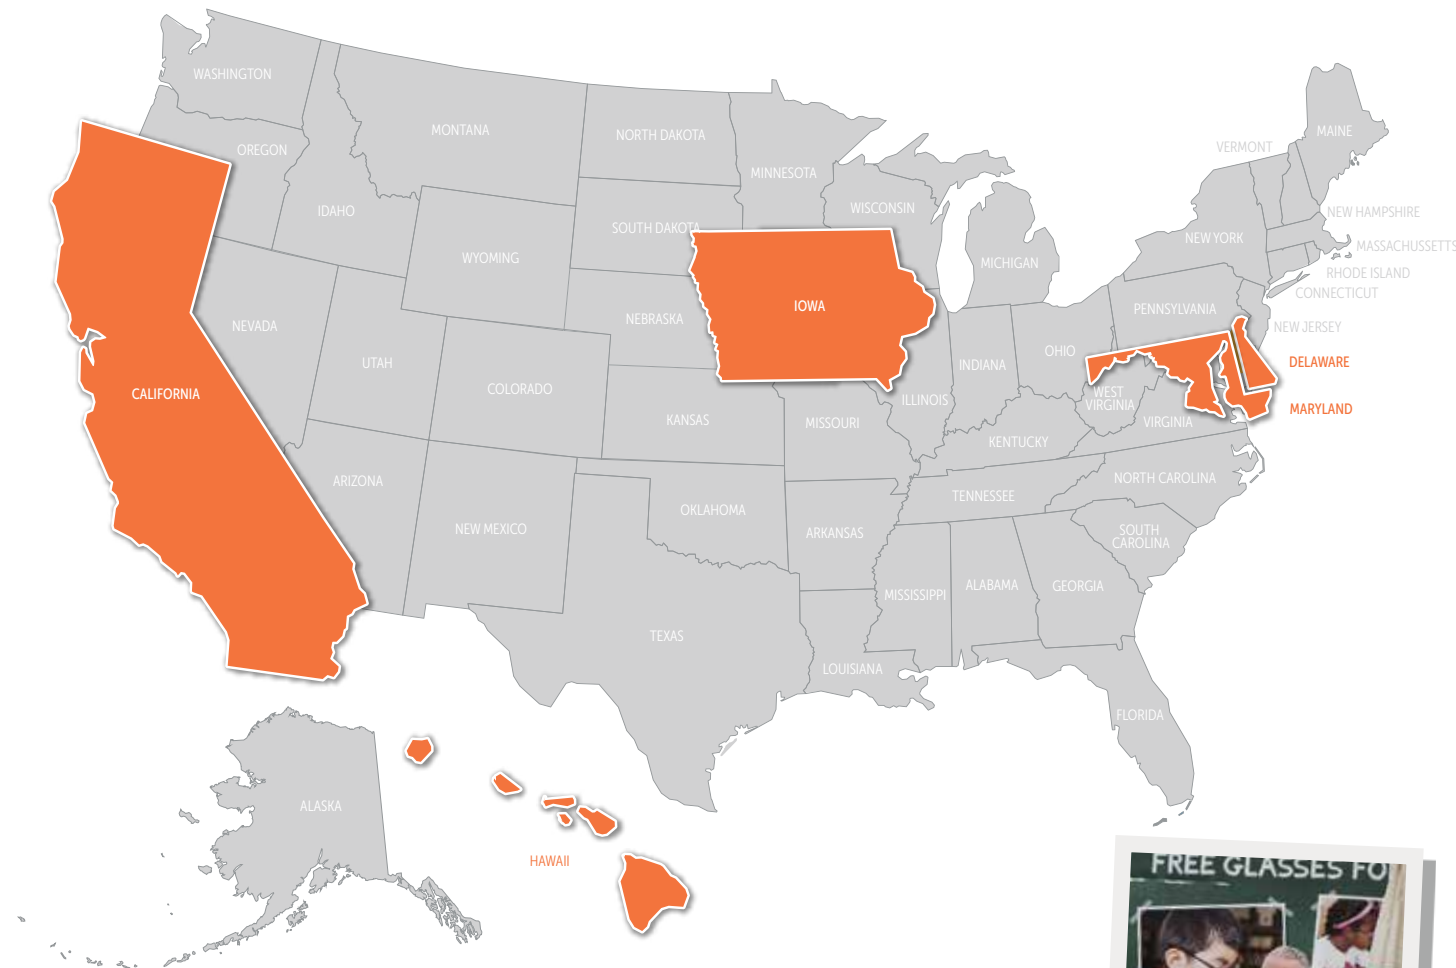 WASHINGTON
MONTANA
NORTH DAKOTA
MINNESOTA
MAINE
VERMONT
OREGON
IDAHO
WYOMING
SOUTH DAKOTA
WISCONSIN
MICHIGAN
NEW YORK
NEW HAMPSHIRE
MASSACHUSSETTS
RHODE ISLAND
CONNECTICUT
NEW JERSEY
PENNSYLVANIA
NEVADA
UTAH
COLORADO
NEBRASKA
IOWA
ILLINOIS
INDIANA
OHIO
DELAWARE
MARYLAND
CALIFORNIA
KANSAS
MISSOURI
KENTUCKY
WEST
VIRGINIA
VIRGINIA
ARIZONA
NEW MEXICO
OKLAHOMA
ARKANSAS
TENNESSEE
NORTH CAROLINA
SOUTH
CAROLINA
TEXAS
LOUISIANA
MISSISSIPPI
ALABAMA
GEORGIA
FLORIDA
ALASKA
HAWAII
FREE GLASSES FO